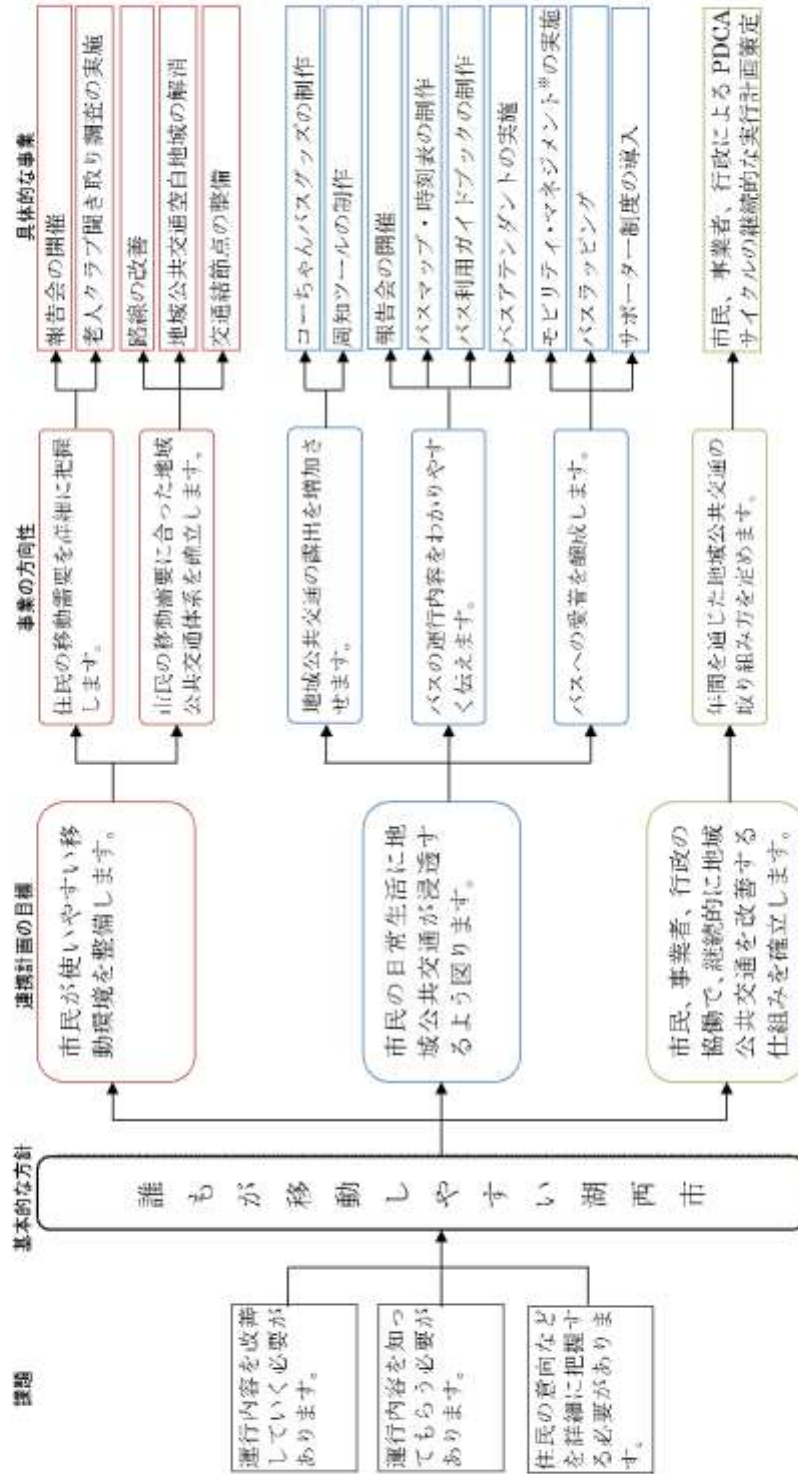 課題
運行内容を改善
していく必要が
あります。
運行内容を知っ
てもらう必要が
あります。
住民の意向など
を詳細に把握す
る必要がありま
す。
基本的な方針
誰もが移動しやすい湖西市
連携計画の目標
市民が使いやすい移
動環境を整備します。
市民の日常生活に地
域公共交通が浸透す
るよう図ります。
市民、事業者、行政の
協働で、継続的に地域
公共交通を改善する
仕組みを確立します。
事業の方向性
住民の移動需要を詳細に把握
します。
市民の移動需要に合った地域
公共交通体系を確立します。
地域公共交通の露出を増加さ
せます。
バスの運行内容をわかりやす
く伝えます。
バスへの愛着を醸成します。
年間を通じた地域公共交通の
取り組み方を定めます。
具体的な事業
報告会の開催
老人クラブ聞き取り調査の実施
路線の改善
地域公共交通空白地域の解消
交通結節点の整備
コーちゃんバスグッズの制作
周知ツールの制作
報告会の開催
バスマップ・時刻表の制作
バス利用ガイドブックの制作
バスアテンダントの実施
モビリティ・マネジメント※の実施
バスラッピング
サポーター制度の導入
市民、事業者、行政による PDCA
サイクルの継続的な実行計画策定